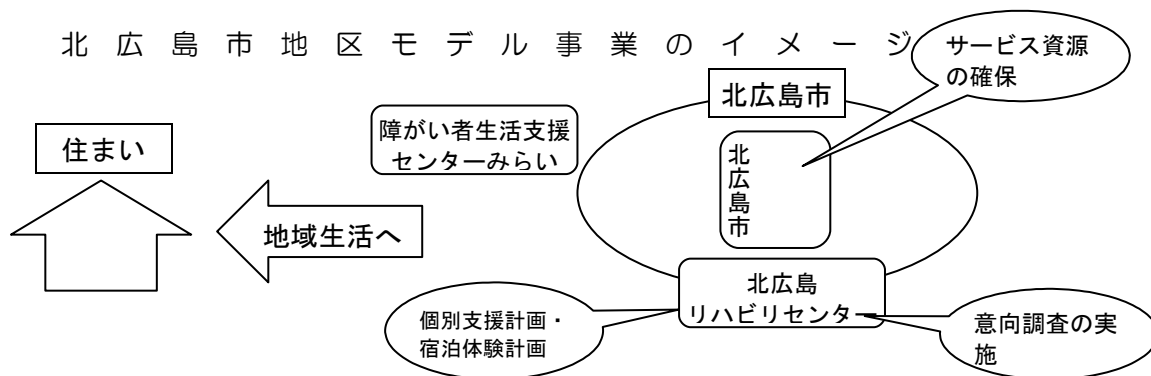 北広島市地区モデル事業のイメージ
サービス資源
の確保
北広島市
障がい者生活支援
センターみらい
住まい
北広島市
地域生活へ
北広島
リハビリセンター
個別支援計画・
宿泊体験計画
意向調査の実
施